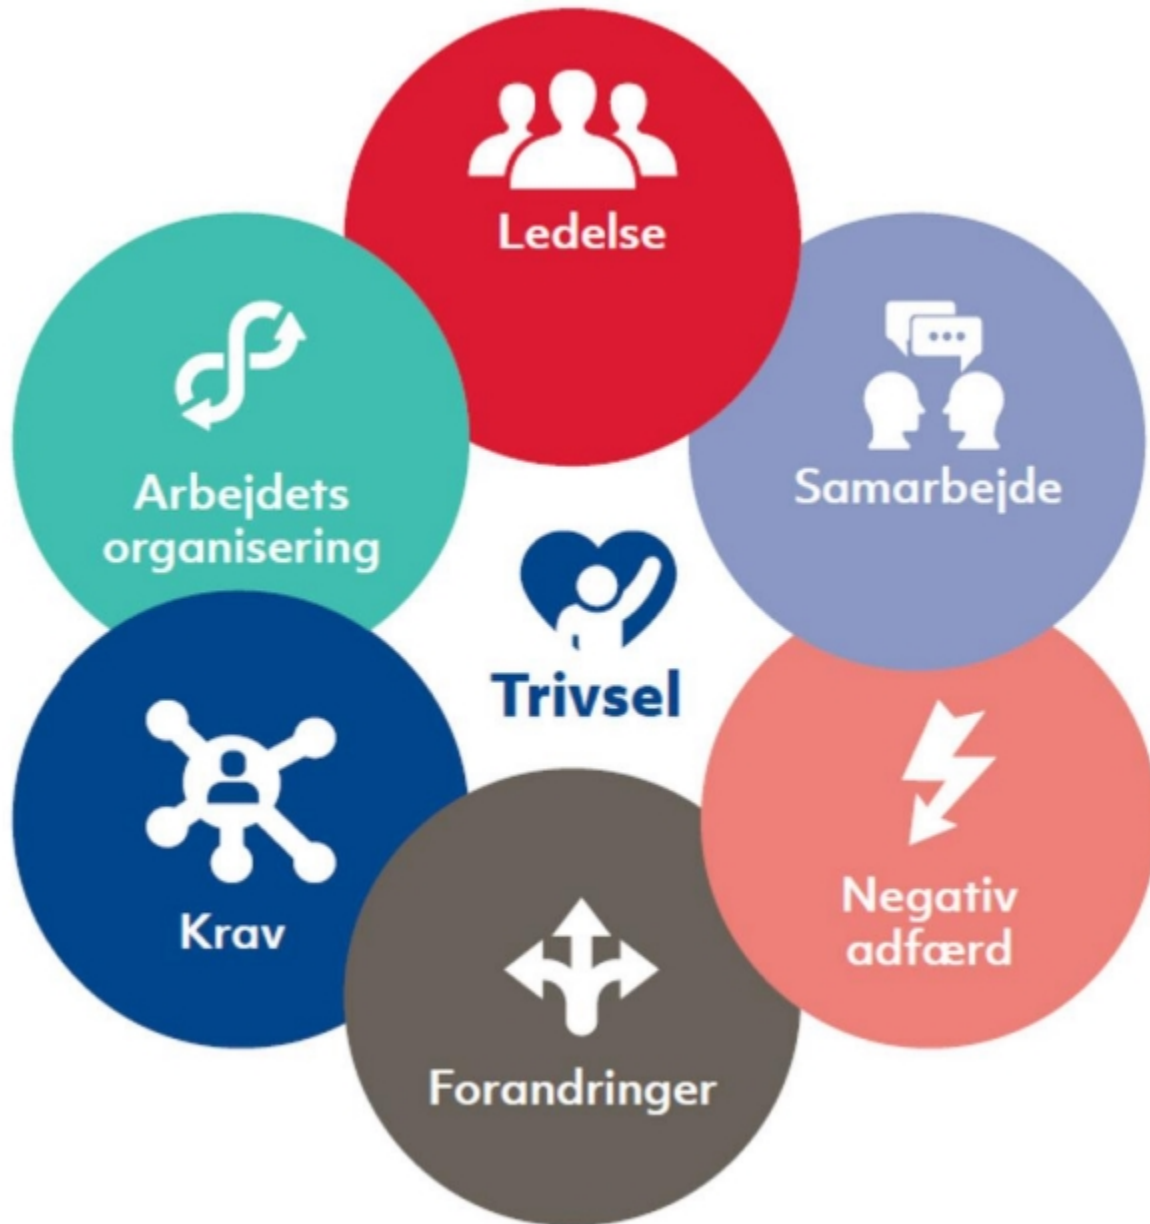 Ledelse
Samarbejde
Negativ
adfærd
Forandringer
Krav
Arbejdets
organisering
Trivsel